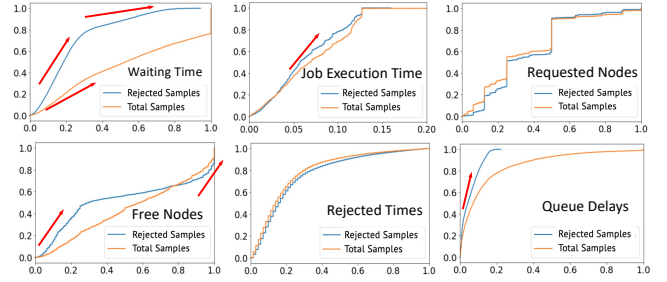 1.0
0.8
0.6
0.4
0.2
0.0
0.0 0.2 0.4 0.6 0.8 1.0
Waiting Time
Rejected Samples
Total Samples
1.0
0.8
0.6
0.4
0.2
0.0
0.00 0.05 0.10 0.15 0.20
Job Execution Time
Rejected Samples
Total Samples
1.0
0.8
0.6
0.4
0.2
0.0
0.0 0.2 0.4 0.6 0.8 1.0
Requested Nodes
Rejected Samples
Total Samples
1.0
0.8
0.6
0.4
0.2
0.0
0.0 0.2 0.4 0.6 0.8 1.0
Free Nodes
Rejected Samples
Total Samples
1.0
0.8
0.6
0.4
0.2
0.0
0.0 0.2 0.4 0.6 0.8 1.0
Rejected Times
Rejected Samples
Total Samples
1.0
0.8
0.6
0.4
0.2
0.0
0.0 0.2 0.4 0.6 0.8 1.0
Queue Delays
Rejected Samples
Total Samples